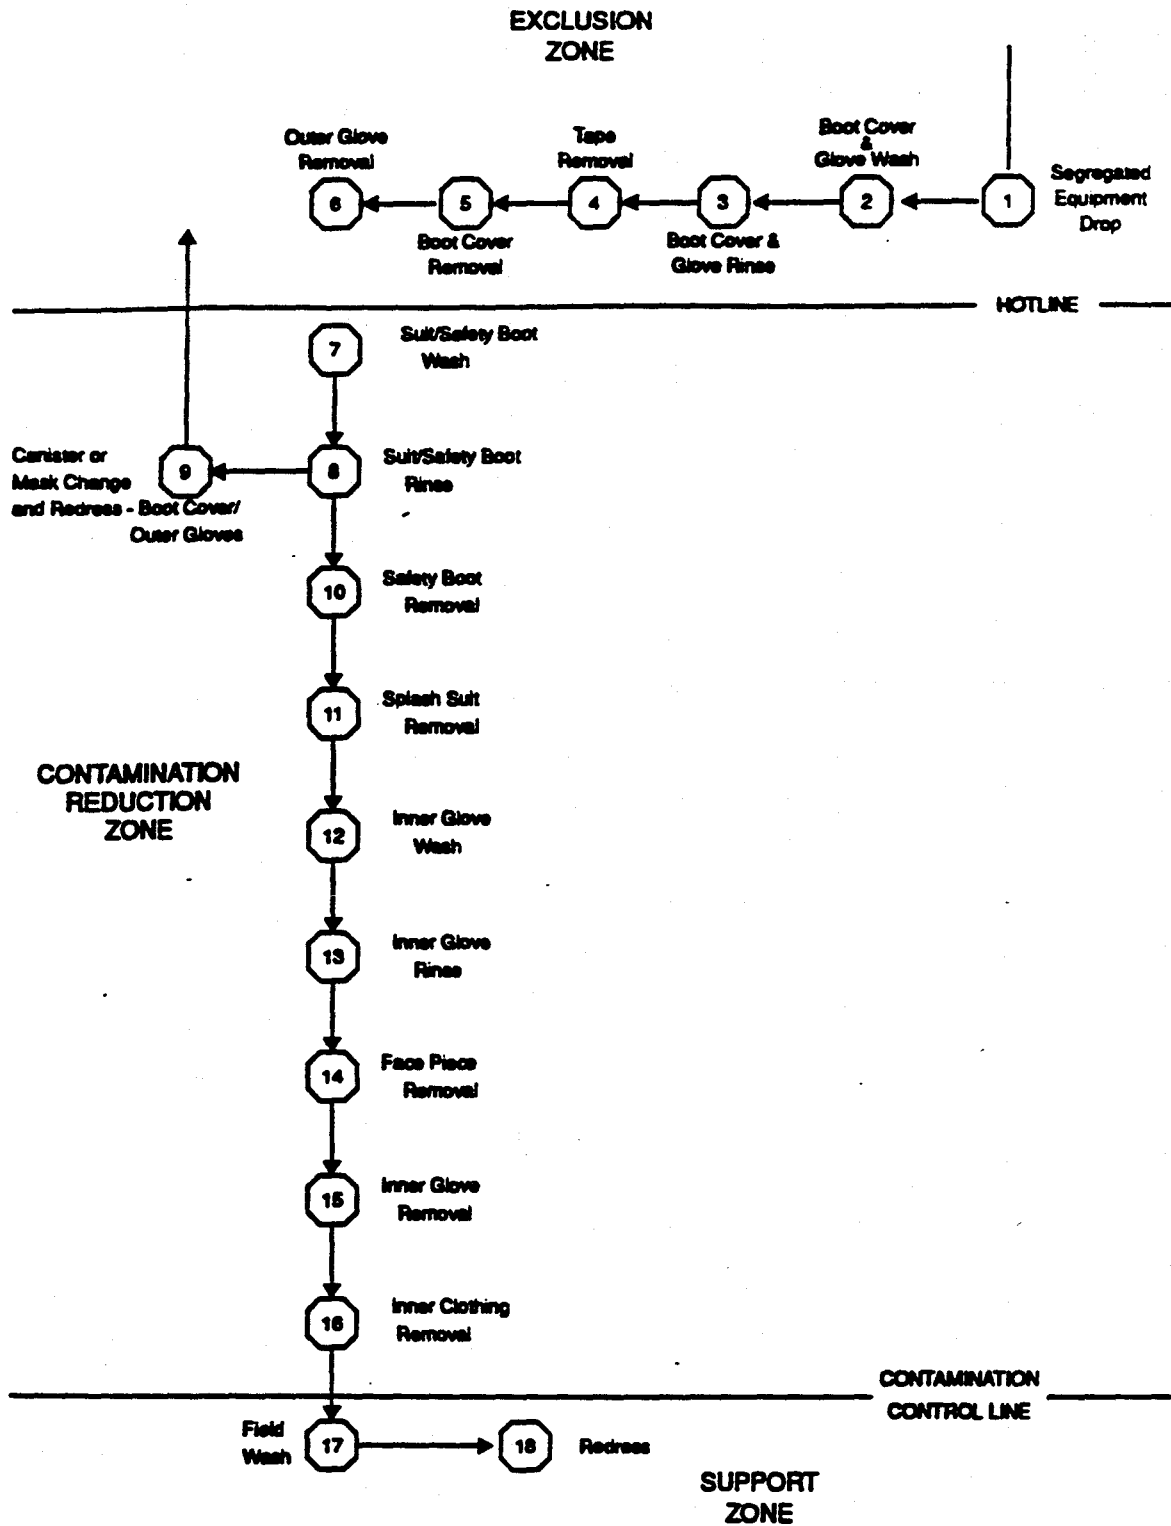 EXCLUSION
ZONE
Outer Glove
Removal
Tape
Removal
Boot Cover
&
Glove Wash
Segregated
Equipment
Drop
6
5
4
3
2
1
Boot Cover
Removal
Boot Cover &
Glove Rinse
HOTLINE
7
Suit/Safety Boot
Wash
Canister or
Mask Change
and Redress - Boot Cover/
Outer Gloves
9
8
Suit/Safety Boot
Rinse
10
Safety Boot
Removal
11
Splash Suit
Removal
CONTAMINATION
REDUCTION
ZONE
12
Inner Glove
Wash
13
Inner Glove
Rinse
14
Face Piece
Removal
15
Inner Glove
Removal
16
Inner Clothing
Removal
CONTAMINATION
CONTROL LINE
Field
Wash
17
18
Redress
SUPPORT
ZONE